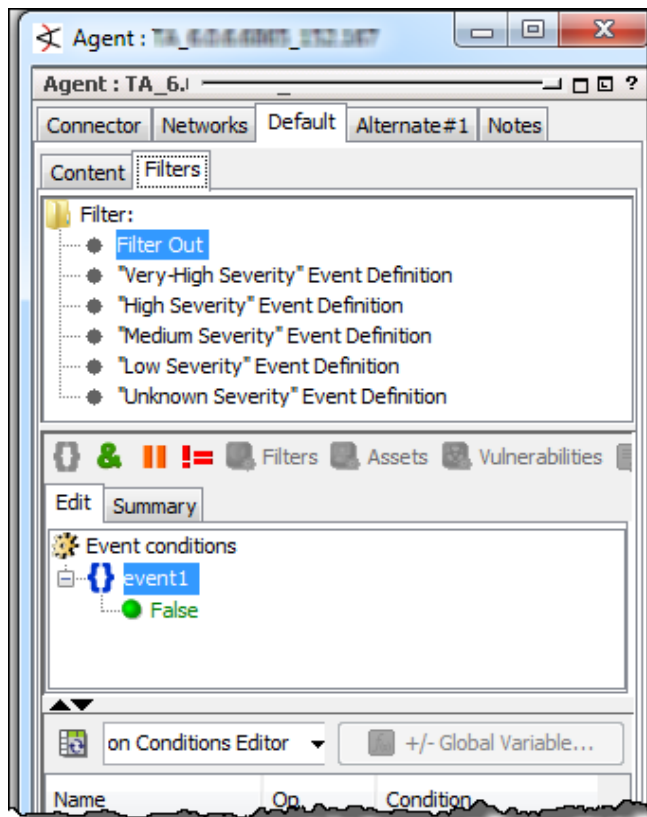 Agent :
Agent : TA_6.
?
Connector Networks Default Alternate#1 Notes
Content Filters
Filter:
Filter Out
"Very-High Severity" Event Definition
"High Severity" Event Definition
"Medium Severity" Event Definition
"Low Severity" Event Definition
"Unknown Severity" Event Definition
{} & || != Filters Assets Vulnerabilities
Edit Summary
Event conditions
{} event1
False
on Conditions Editor +/- Global Variable...
Name Op Condition